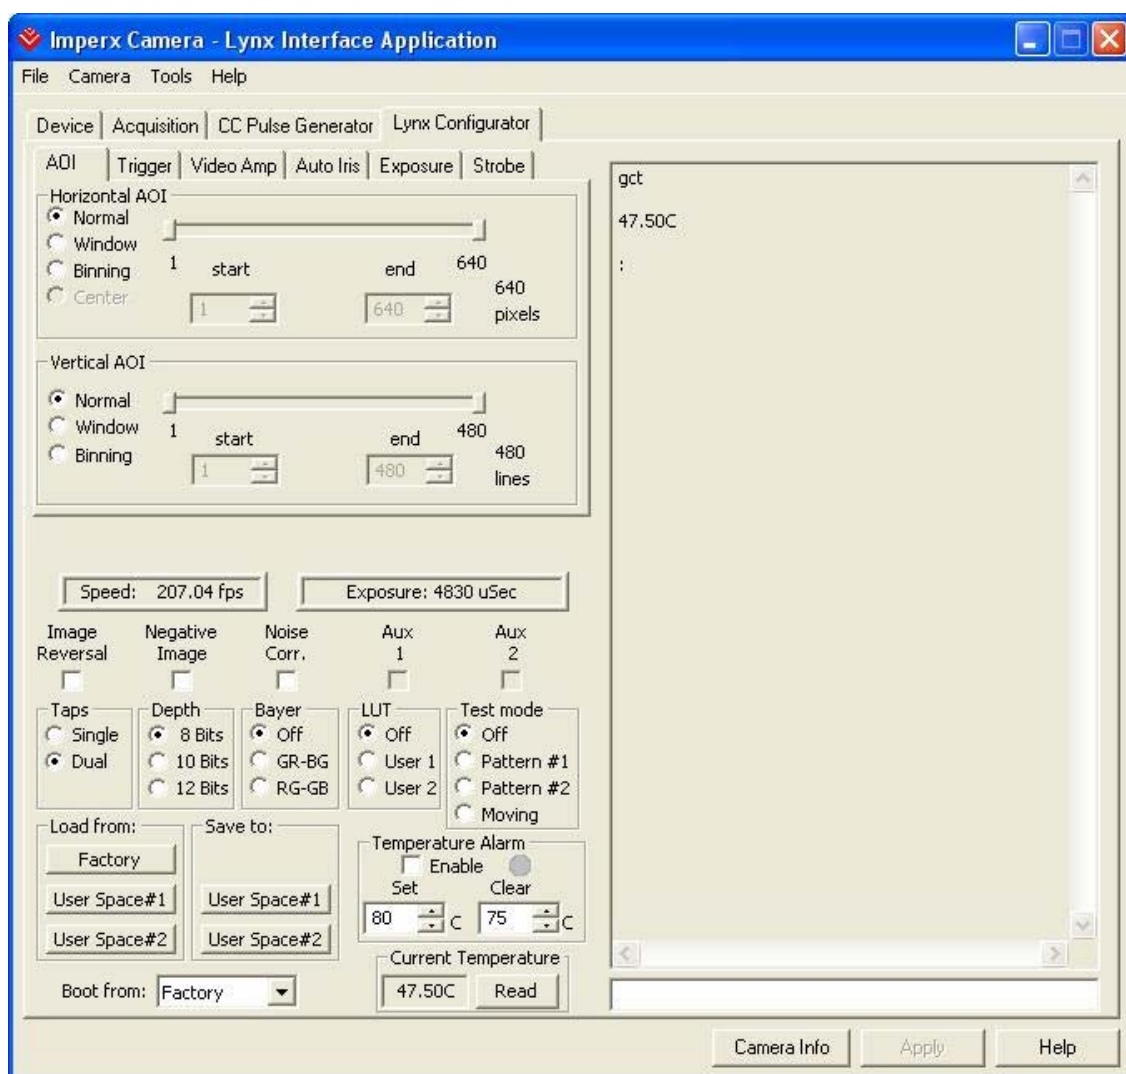 Imperx Camera - Lynx Interface Application
File Camera Tools Help
Device Acquisition CC Pulse Generator Lynx Configurator
AOI Trigger Video Amp Auto Iris Exposure Strobe
Horizontal AOI
Normal
Window
Binning
Center
1 start end 640
1 640
640
pixels
Vertical AOI
Normal
Window
Binning
1 start end 480
1 480
480
lines
Speed: 207.04 fps
Exposure: 4830 uSec
Image Reversal
Negative Image
Noise Corr.
Aux 1
Aux 2
Taps
Single
Dual
Depth
8 Bits
10 Bits
12 Bits
Bayer
Off
GR-BG
RG-GB
LUT
Off
User 1
User 2
Test mode
Off
Pattern #1
Pattern #2
Moving
Load from:
Factory
User Space#1
User Space#2
Save to:
User Space#1
User Space#2
Temperature Alarm
Enable
Set Clear
80 C 75 C
Boot from: Factory
Current Temperature
47.50C Read
gct
47.50C
:
Camera Info Apply Help